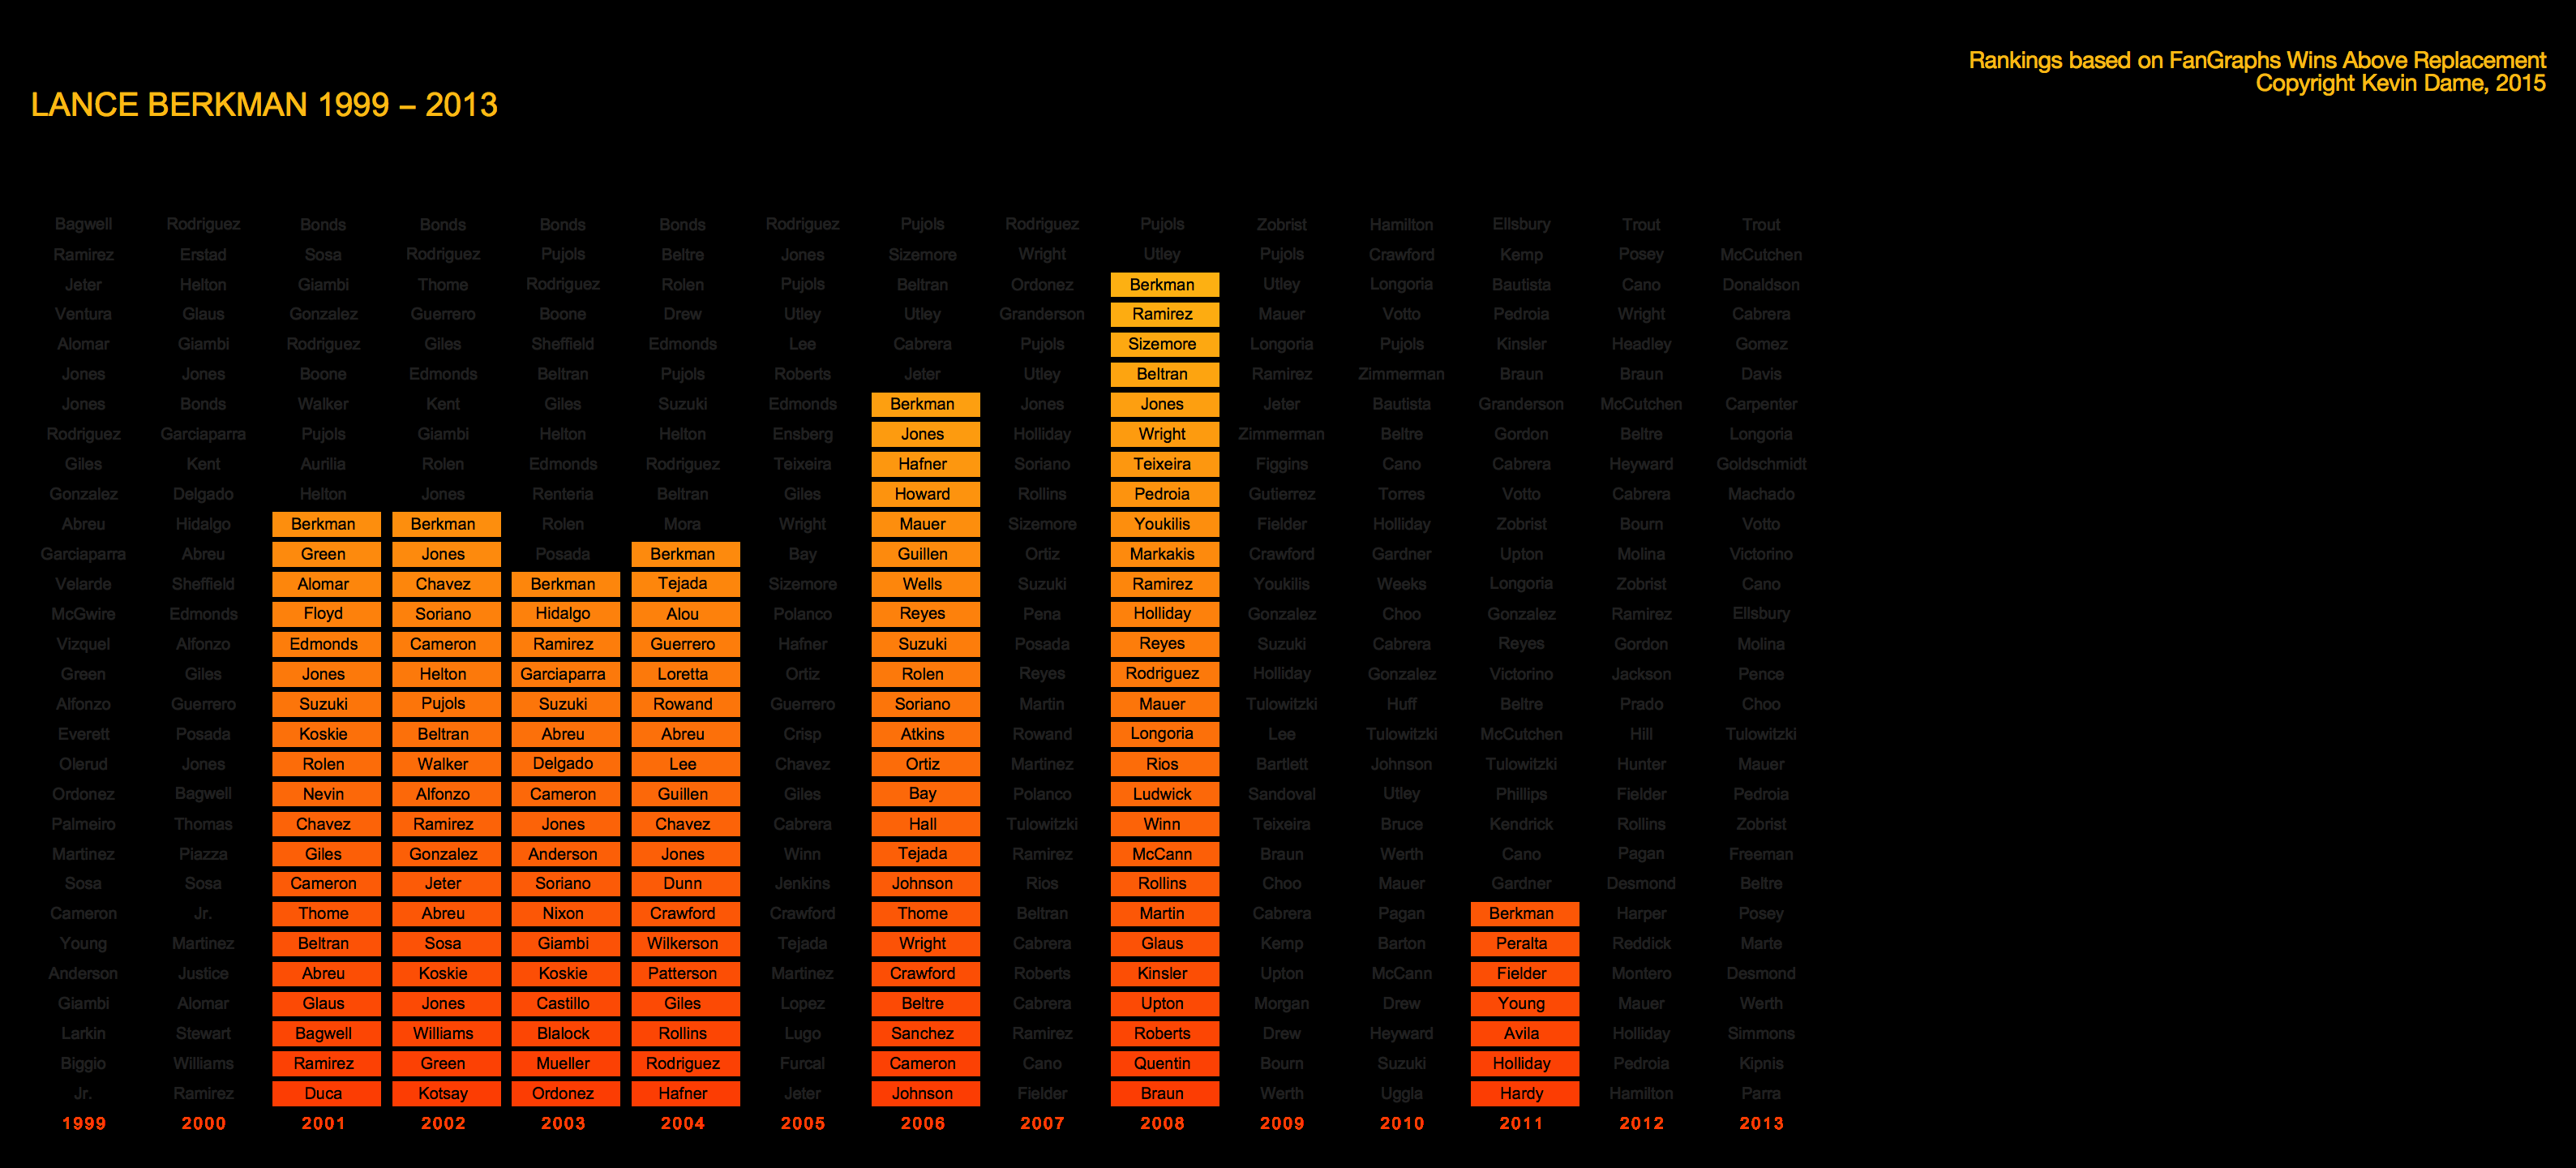 Rankings based on FanGraphs Wins Above Replacement
Copyright Kevin Dame, 2015
LANCE BERKMAN 1999 – 2013
Bagwell Rodriguez Bonds Bonds Bonds Bonds Rodriguez Pujols Rodriguez Pujols Zobrist Hamilton Ellsbury Trout Trout
Ramirez Erstad Sosa Rodriguez Pujols Beltre Jones Sizemore Wright Utley Pujols Crawford Kemp Posey McCutchen
Jeter Helton Giambi Thome Rodriguez Rolen Pujols Beltran Ordonez Berkman Utley Longoria Bautista Cano Donaldson
Ventura Glaus Gonzalez Guerrero Boone Drew Utley Utley Granderson Ramirez Mauer Votto Pedroia Wright Cabrera
Alomar Giambi Rodriguez Giles Sheffield Edmonds Lee Cabrera Pujols Sizemore Longoria Pujols Kinsler Headley Gomez
Jones Jones Boone Edmonds Beltran Pujols Roberts Jeter Utley Beltran Ramirez Zimmerman Braun Braun Davis
Jones Bonds Walker Kent Giles Suzuki Edmonds Berkman Jones Jones Jeter Bautista Granderson McCutchen Carpenter
Rodriguez Garciaparra Pujols Giambi Helton Helton Ensberg Jones Holliday Wright Zimmerman Beltre Gordon Beltre Longoria
Giles Kent Aurilia Rolen Edmonds Rodriguez Teixeira Hafner Soriano Teixeira Figgins Cano Cabrera Heyward Goldschmidt
Gonzalez Delgado Helton Jones Renteria Beltran Giles Howard Rollins Pedroia Gutierrez Torres Votto Cabrera Machado
Abreu Hidalgo Berkman Berkman Rolen Mora Wright Mauer Sizemore Youkilis Fielder Holliday Zobrist Bourn Votto
Garciaparra Abreu Green Jones Posada Berkman Bay Guillen Ortiz Markakis Crawford Gardner Upton Molina Victorino
Velarde Sheffield Alomar Chavez Berkman Tejada Sizemore Wells Suzuki Ramirez Youkilis Weeks Longoria Zobrist Cano
McGwire Edmonds Floyd Soriano Hidalgo Alou Polanco Reyes Pena Holliday Gonzalez Choo Gonzalez Ramirez Ellsbury
Vizquel Alfonzo Edmonds Cameron Ramirez Guerrero Hafner Suzuki Posada Reyes Suzuki Cabrera Reyes Gordon Molina
Green Giles Jones Helton Garciaparra Loretta Ortiz Rolen Reyes Rodriguez Holliday Gonzalez Victorino Jackson Pence
Alfonzo Guerrero Suzuki Pujols Suzuki Rowand Guerrero Soriano Martin Mauer Tulowitzki Huff Beltre Prado Choo
Everett Posada Koskie Beltran Abreu Abreu Crisp Atkins Rowand Longoria Lee Tulowitzki McCutchen Hill Tulowitzki
Olerud Jones Rolen Walker Delgado Lee Chavez Ortiz Martinez Rios Bartlett Johnson Tulowitzki Hunter Mauer
Ordonez Bagwell Nevin Alfonzo Cameron Guillen Giles Bay Polanco Ludwick Sandoval Utley Phillips Fielder Pedroia
Palmeiro Thomas Chavez Ramirez Jones Chavez Cabrera Hall Tulowitzki Winn Teixeira Bruce Kendrick Rollins Zobrist
Martinez Piazza Giles Gonzalez Anderson Jones Winn Tejada Ramirez McCann Braun Werth Cano Pagan Freeman
Sosa Sosa Cameron Jeter Soriano Dunn Jenkins Johnson Rios Rollins Choo Mauer Gardner Desmond Beltre
Cameron Jr. Thome Abreu Nixon Crawford Crawford Thome Beltran Martin Cabrera Pagan Berkman Harper Posey
Young Martinez Beltran Sosa Giambi Wilkerson Tejada Wright Cabrera Glaus Kemp Barton Peralta Reddick Marte
Anderson Justice Abreu Koskie Koskie Patterson Martinez Crawford Roberts Kinsler Upton McCann Fielder Montero Desmond
Giambi Alomar Glaus Jones Castillo Giles Lopez Beltre Cabrera Upton Morgan Drew Young Mauer Werth
Larkin Stewart Bagwell Williams Blalock Rollins Lugo Sanchez Ramirez Roberts Drew Heyward Avila Holliday Simmons
Biggio Williams Ramirez Green Mueller Rodriguez Furcal Cameron Cano Quentin Bourn Suzuki Holliday Pedroia Kipnis
Jr. Ramirez Duca Kotsay Ordonez Hafner Jeter Johnson Fielder Braun Werth Uggla Hardy Hamilton Parra
1999 2000 2001 2002 2003 2004 2005 2006 2007 2008 2009 2010 2011 2012 2013